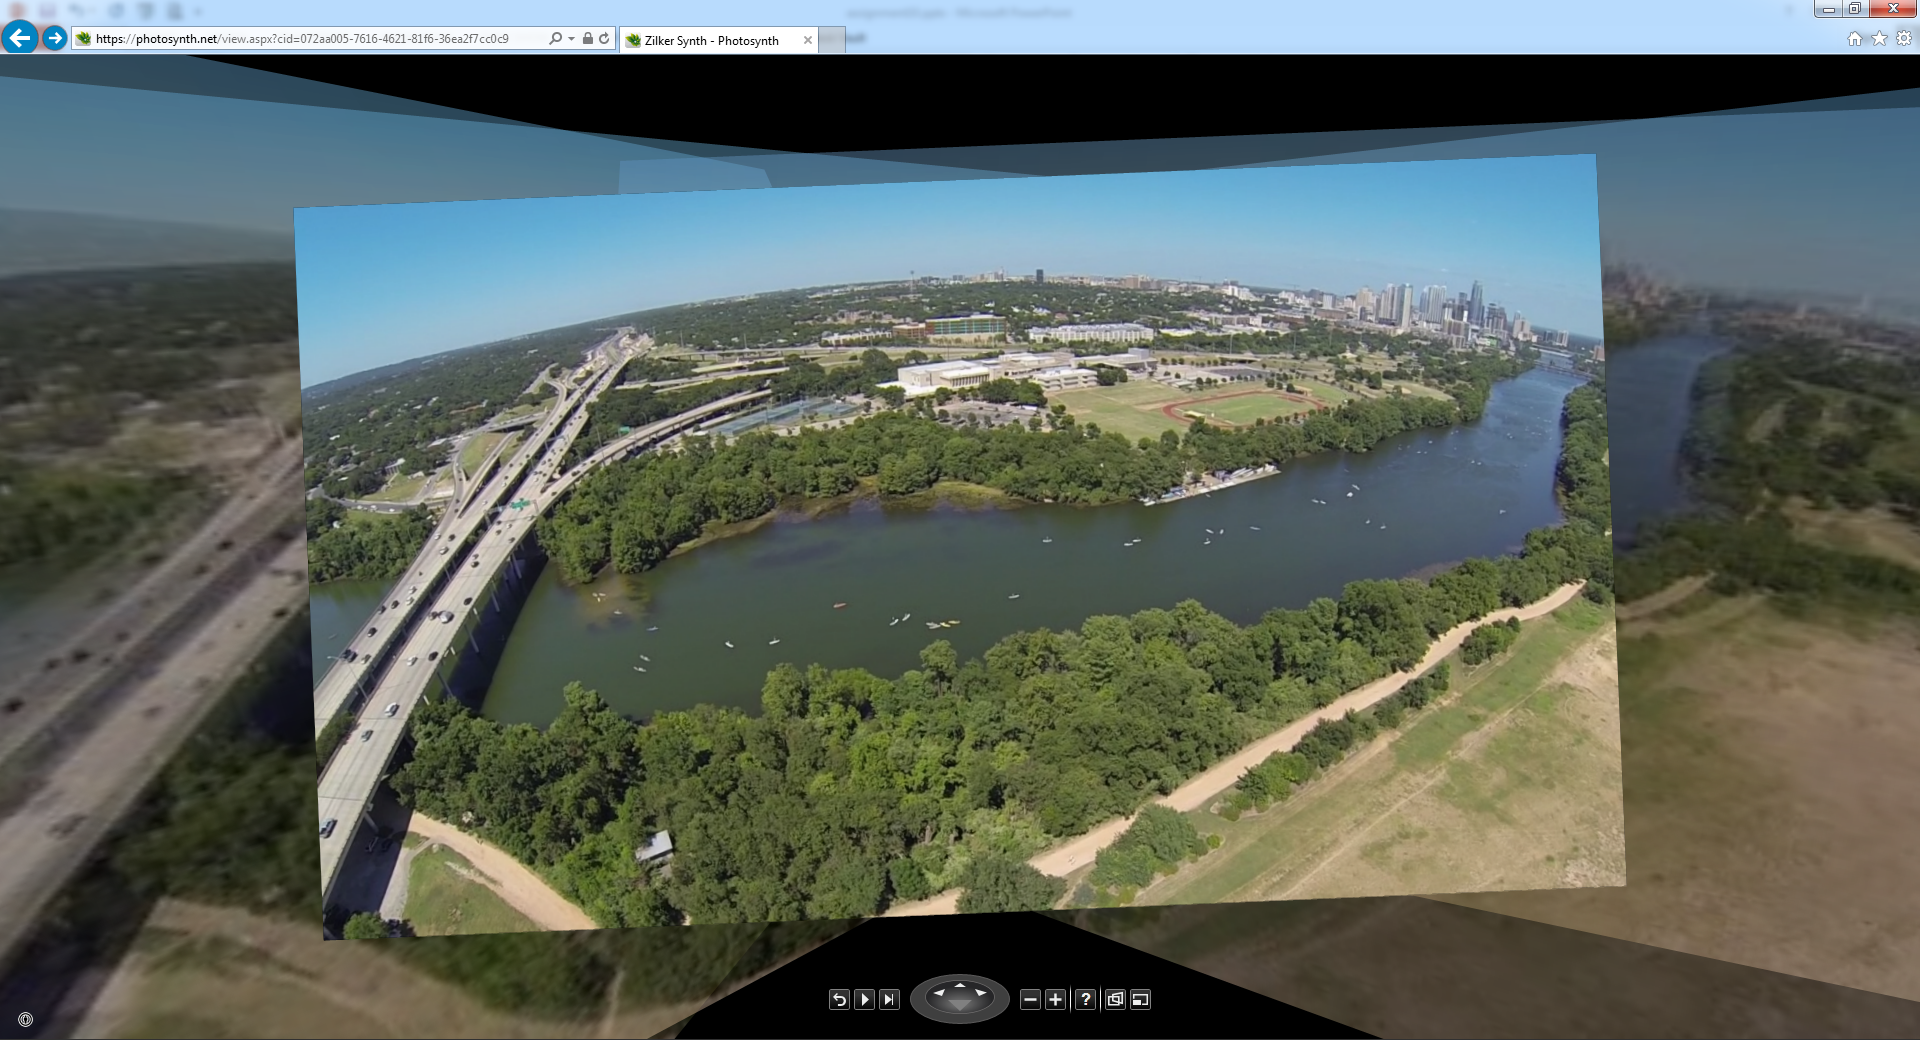 https://photosynth.net/view.aspx?cid=072aa005-7616-4621-81f6-36ea2f7cc0c9
Zilker Synth - Photosynth
?